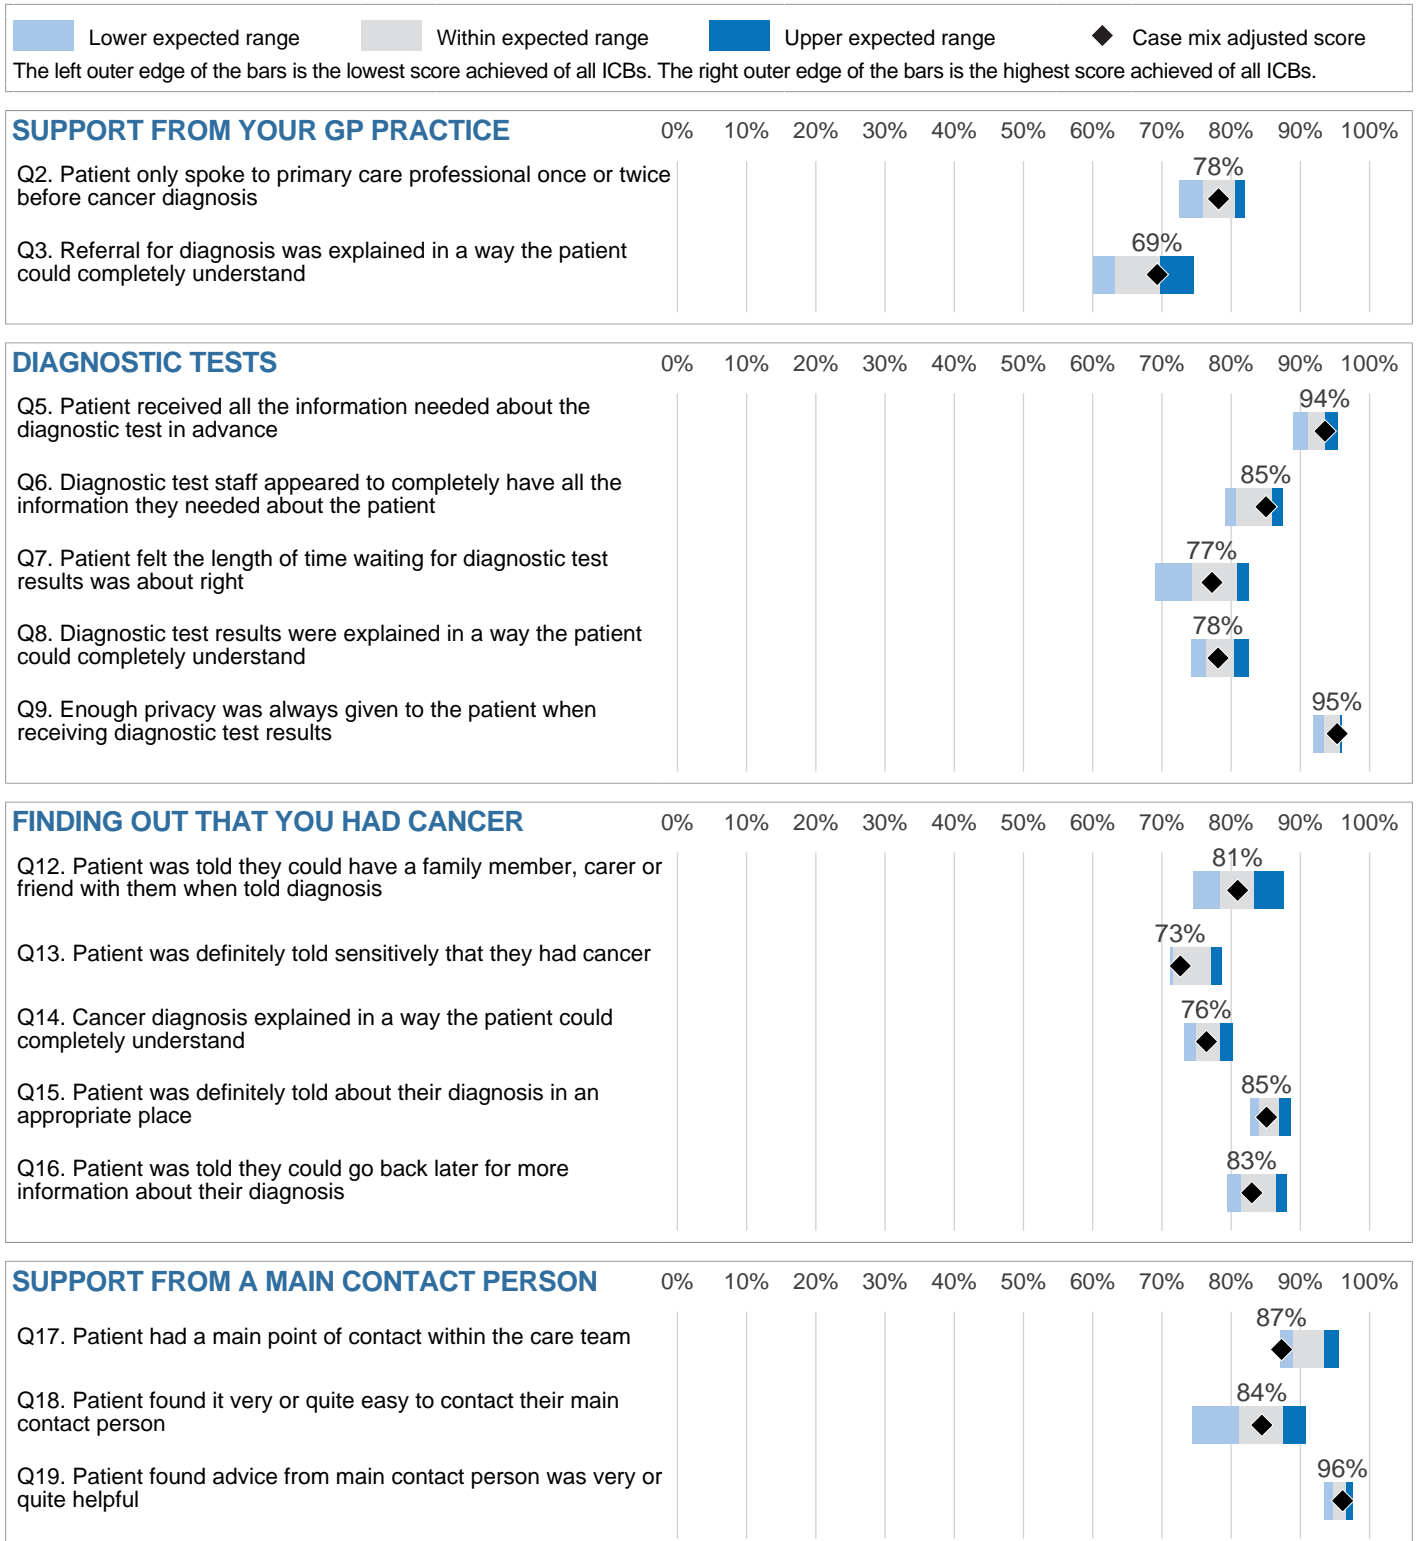 Lower expected range Within expected range Upper expected range Case mix adjusted score
The left outer edge of the bars is the lowest score achieved of all ICBs. The right outer edge of the bars is the highest score achieved of all ICBs.
SUPPORT FROM YOUR GP PRACTICE 0% 10% 20% 30% 40% 50% 60% 70% 80% 90% 100%
78%
Q2. Patient only spoke to primary care professional once or twice
before cancer diagnosis
69%
Q3. Referral for diagnosis was explained in a way the patient
could completely understand
DIAGNOSTIC TESTS 0% 10% 20% 30% 40% 50% 60% 70% 80% 90% 100%
94%
Q5. Patient received all the information needed about the
diagnostic test in advance
85%
Q6. Diagnostic test staff appeared to completely have all the
information they needed about the patient
77%
Q7. Patient felt the length of time waiting for diagnostic test
results was about right
78%
Q8. Diagnostic test results were explained in a way the patient
could completely understand
95%
Q9. Enough privacy was always given to the patient when
receiving diagnostic test results
FINDING OUT THAT YOU HAD CANCER 0% 10% 20% 30% 40% 50% 60% 70% 80% 90% 100%
81%
Q12. Patient was told they could have a family member, carer or
friend with them when told diagnosis
73%
Q13. Patient was definitely told sensitively that they had cancer
76%
Q14. Cancer diagnosis explained in a way the patient could
completely understand
85%
Q15. Patient was definitely told about their diagnosis in an
appropriate place
83%
Q16. Patient was told they could go back later for more
information about their diagnosis
SUPPORT FROM A MAIN CONTACT PERSON 0% 10% 20% 30% 40% 50% 60% 70% 80% 90% 100%
87%
Q17. Patient had a main point of contact within the care team
84%
Q18. Patient found it very or quite easy to contact their main
contact person
96%
Q19. Patient found advice from main contact person was very or
quite helpful